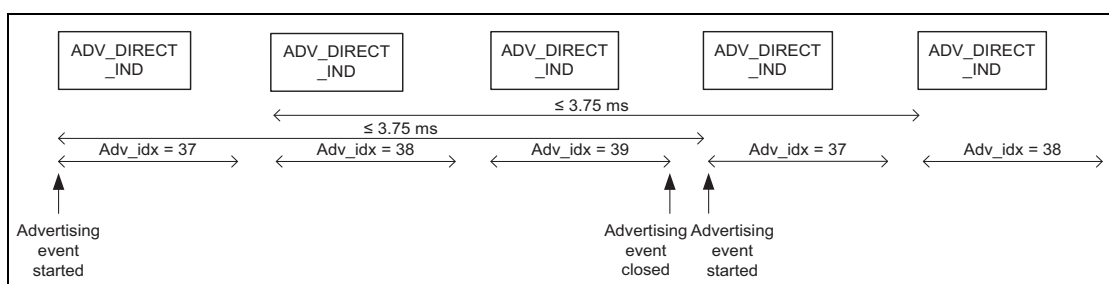 ADV_DIRECT
_IND
ADV_DIRECT
_IND
ADV_DIRECT
_IND
ADV_DIRECT
_IND
ADV_DIRECT
_IND
≤ 3.75 ms
≤ 3.75 ms
Adv_idx = 37
Adv_idx = 38
Adv_idx = 39
Adv_idx = 37
Adv_idx = 38
Advertising
event
started
Advertising
event
closed
Advertising
event
started